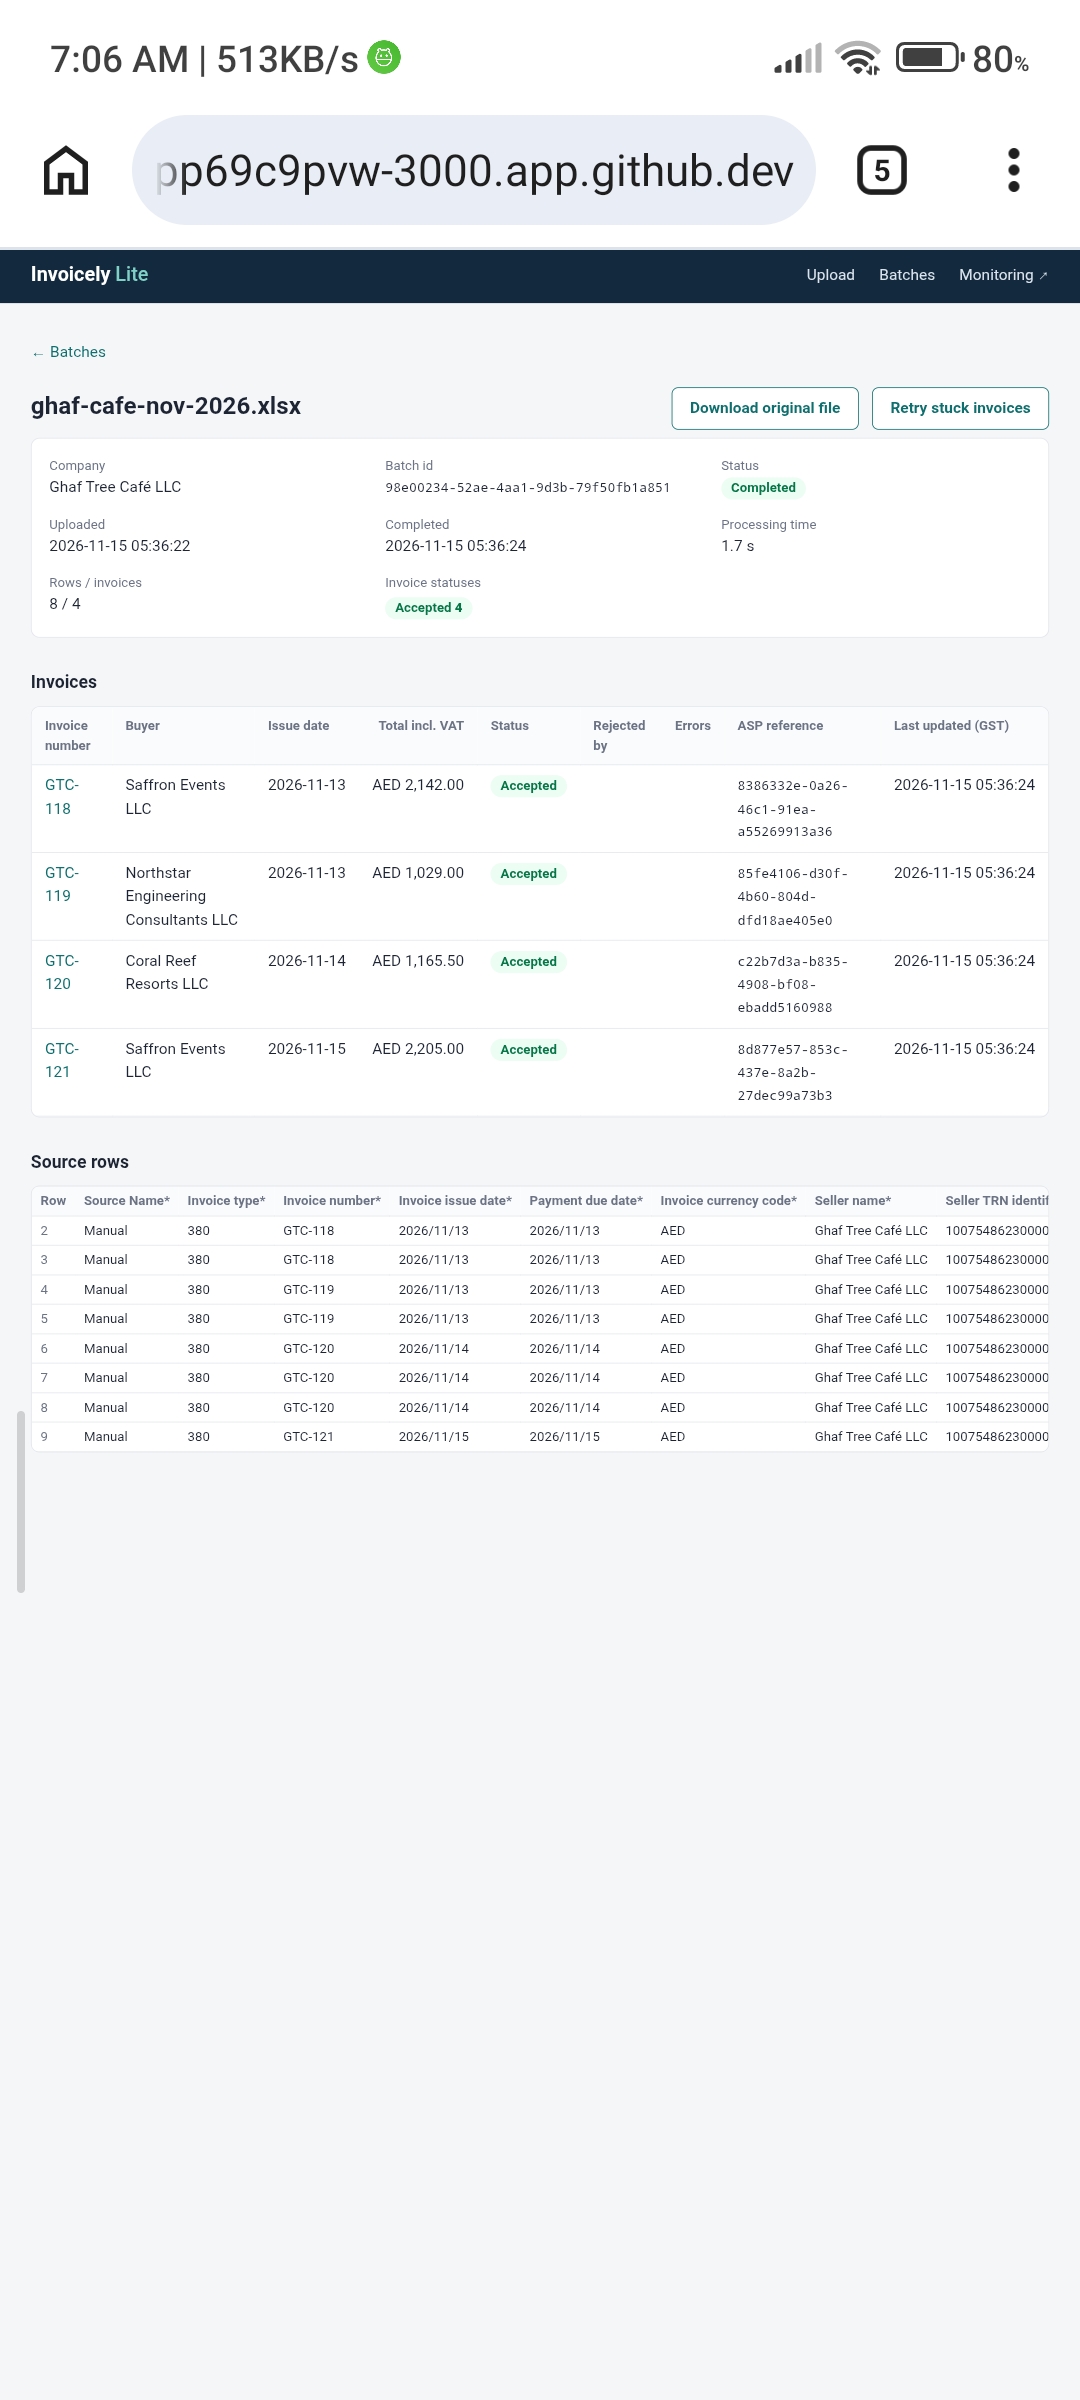 7:06 AM | 513KB/s 80%
pp69c9pvw-3000.app.github.dev 5
Invoicely Lite Upload Batches Monitoring ↗
← Batches
ghaf-cafe-nov-2026.xlsx Download original file Retry stuck invoices
Company Batch id Status
Ghaf Tree Café LLC 98e00234-52ae-4aa1-9d3b-79f50fb1a851 Completed
Uploaded Completed Processing time
2026-11-15 05:36:22 2026-11-15 05:36:24 1.7 s
Rows / invoices Invoice statuses
8 / 4 Accepted 4
Invoices
Invoice Buyer Issue date Total incl. VAT Status Rejected Errors ASP reference Last updated (GST)
number by
GTC- Saffron Events 2026-11-13 AED 2,142.00 Accepted 8386332e-0a26- 2026-11-15 05:36:24
118 LLC 46c1-91ea-
a55269913a36
GTC- Northstar 2026-11-13 AED 1,029.00 Accepted 85fe4106-d30f- 2026-11-15 05:36:24
119 Engineering 4b60-804d-
Consultants LLC dfd18ae405e0
GTC- Coral Reef 2026-11-14 AED 1,165.50 Accepted c22b7d3a-b835- 2026-11-15 05:36:24
120 Resorts LLC 4908-bf08-
ebadd5160988
GTC- Saffron Events 2026-11-15 AED 2,205.00 Accepted 8d877e57-853c- 2026-11-15 05:36:24
121 LLC 437e-8a2b-
27dec99a73b3
Source rows
Row Source Name* Invoice type* Invoice number* Invoice issue date* Payment due date* Invoice currency code* Seller name* Seller TRN identif
2 Manual 380 GTC-118 2026/11/13 2026/11/13 AED Ghaf Tree Café LLC 10075486230000
3 Manual 380 GTC-118 2026/11/13 2026/11/13 AED Ghaf Tree Café LLC 10075486230000
4 Manual 380 GTC-119 2026/11/13 2026/11/13 AED Ghaf Tree Café LLC 10075486230000
5 Manual 380 GTC-119 2026/11/13 2026/11/13 AED Ghaf Tree Café LLC 10075486230000
6 Manual 380 GTC-120 2026/11/14 2026/11/14 AED Ghaf Tree Café LLC 10075486230000
7 Manual 380 GTC-120 2026/11/14 2026/11/14 AED Ghaf Tree Café LLC 10075486230000
8 Manual 380 GTC-120 2026/11/14 2026/11/14 AED Ghaf Tree Café LLC 10075486230000
9 Manual 380 GTC-121 2026/11/15 2026/11/15 AED Ghaf Tree Café LLC 10075486230000